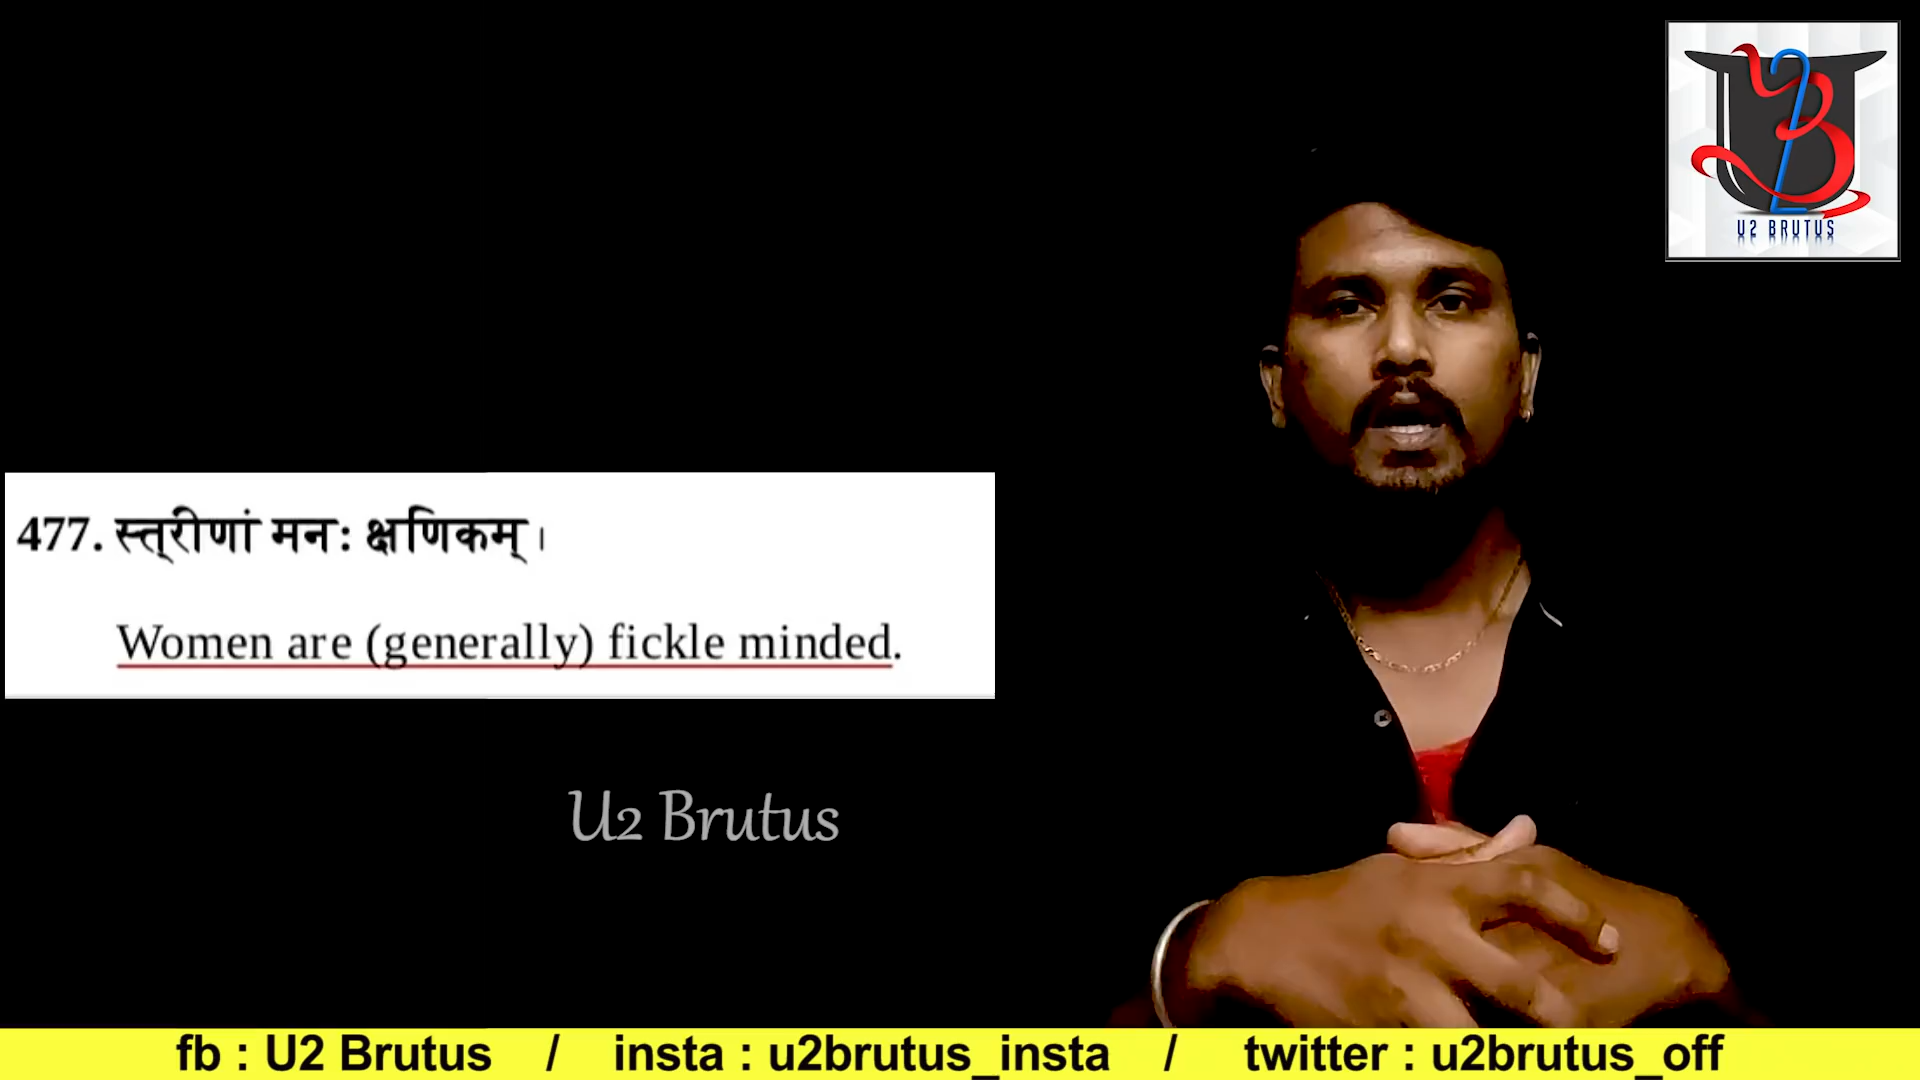 U2 BRUTUS
477. स्त्रीणां मनः क्षणिकम्।
Women are (generally) fickle minded.
U2 Brutus
fb : U2 Brutus / insta : u2brutus_insta / twitter : u2brutus_off